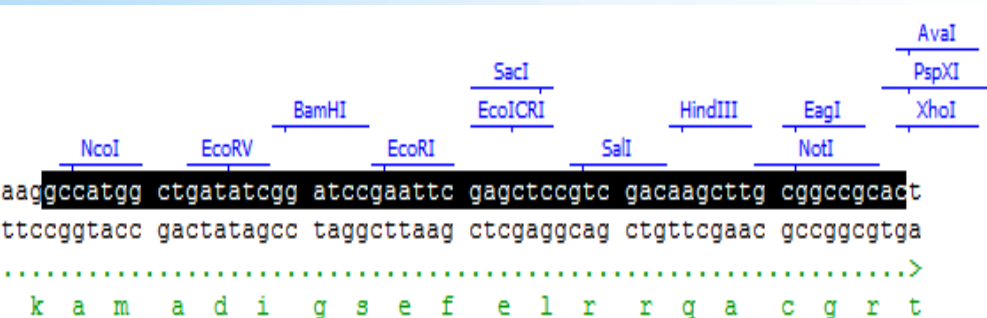 AvaI
SacI PspXI
BamHI EcoICRI HindIII EagI XhoI
NcoI EcoRV EcoRI SalI NotI
aaggccatgg ctgatatcgg atccgaattc gagctccgtc gacaagcttg cggccgcact
ttccggtacc gactatagcc taggcttaag ctcgaggcag ctgttcgaac gccggcgtga
..............................................................>
k a m a d i g s e f e l r r q a c g r t